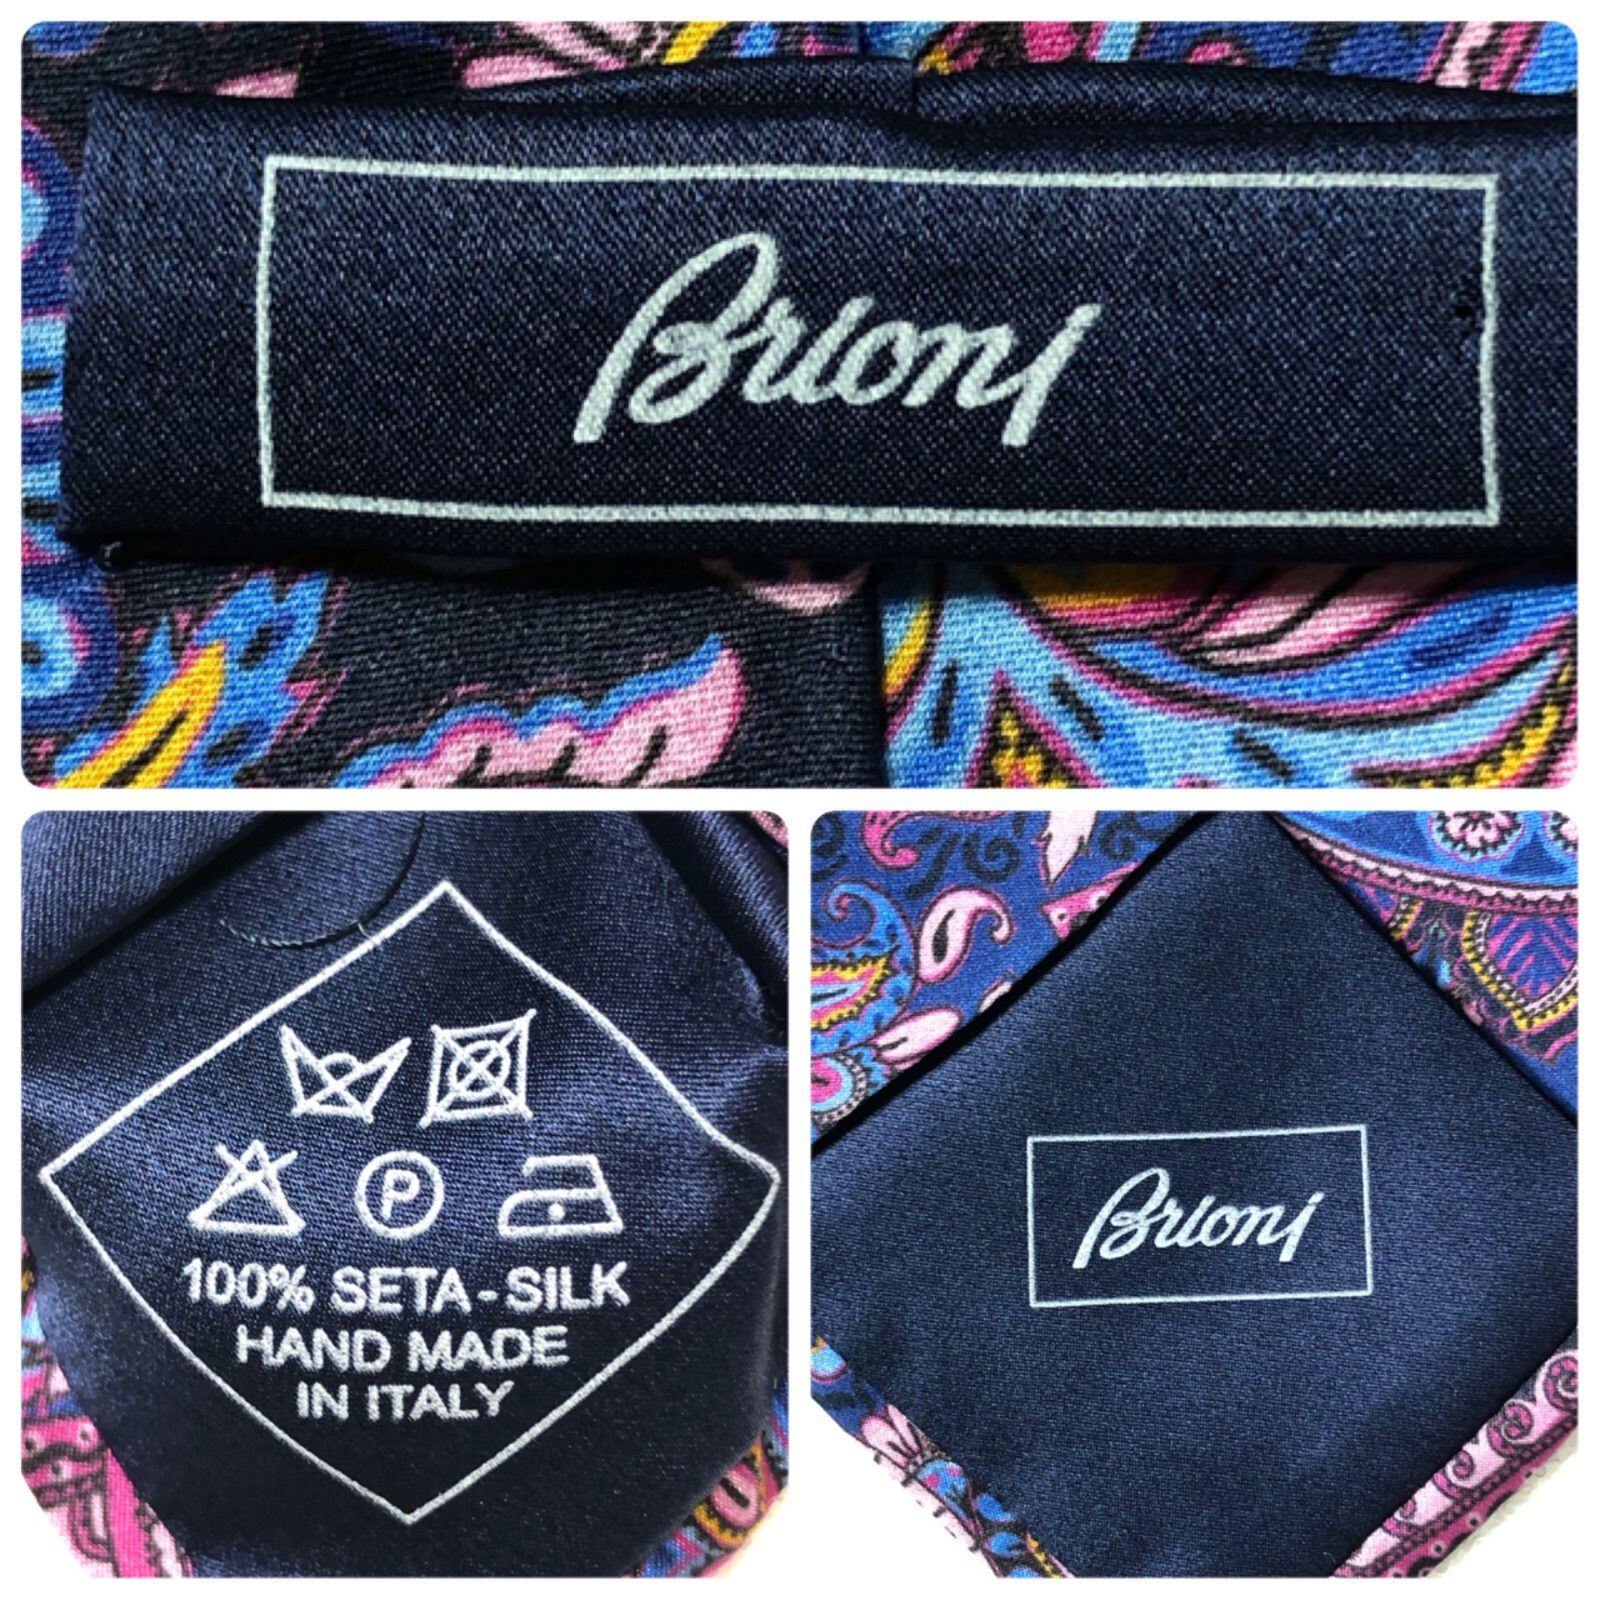 Brioni
P
100% SETA-SILK
HAND MADE
IN ITALY
Brioni